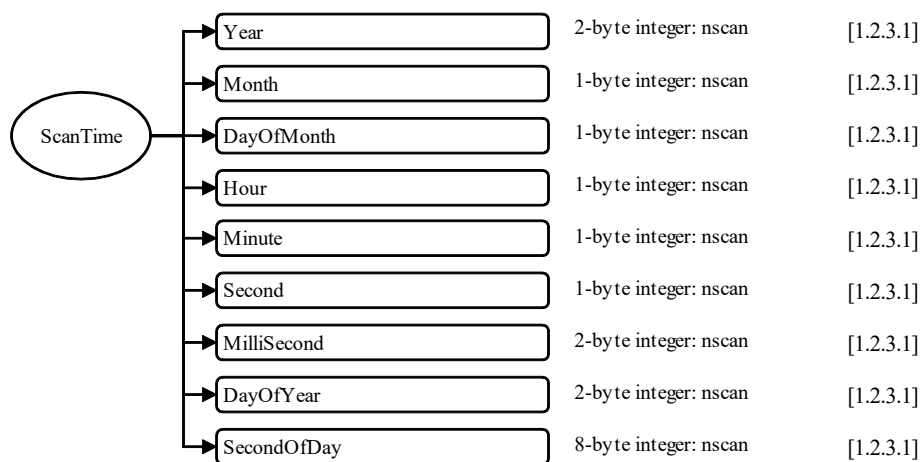 Year 2-byte integer: nscan [1.2.3.1]
Month 1-byte integer: nscan [1.2.3.1]
ScanTime DayOfMonth 1-byte integer: nscan [1.2.3.1]
Hour 1-byte integer: nscan [1.2.3.1]
Minute 1-byte integer: nscan [1.2.3.1]
Second 1-byte integer: nscan [1.2.3.1]
MilliSecond 2-byte integer: nscan [1.2.3.1]
DayOfYear 2-byte integer: nscan [1.2.3.1]
SecondOfDay 8-byte integer: nscan [1.2.3.1]